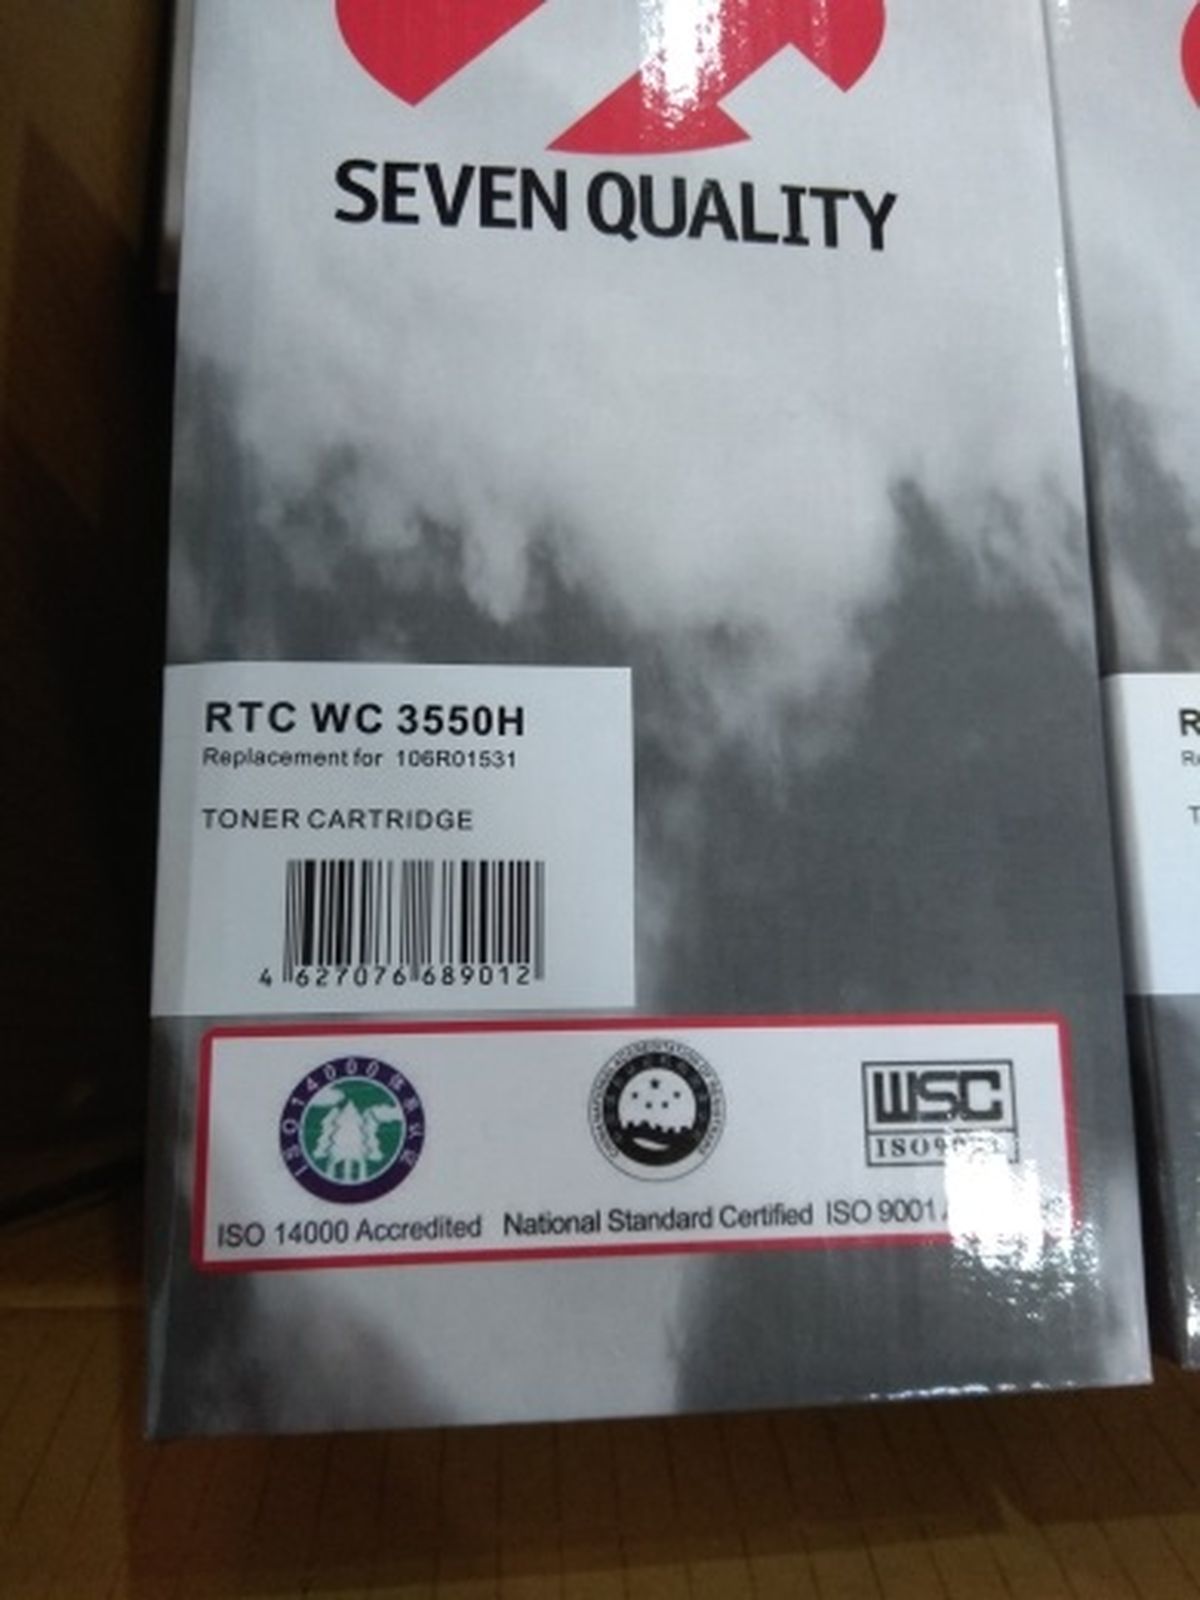 SEVEN QUALITY
RTC WC 3550H
Replacement for 106R01531
TONER CARTRIDGE
4 627076 689012
ISO14000
WSC
ISO 14000 Accredited National Standard Certified ISO 9001